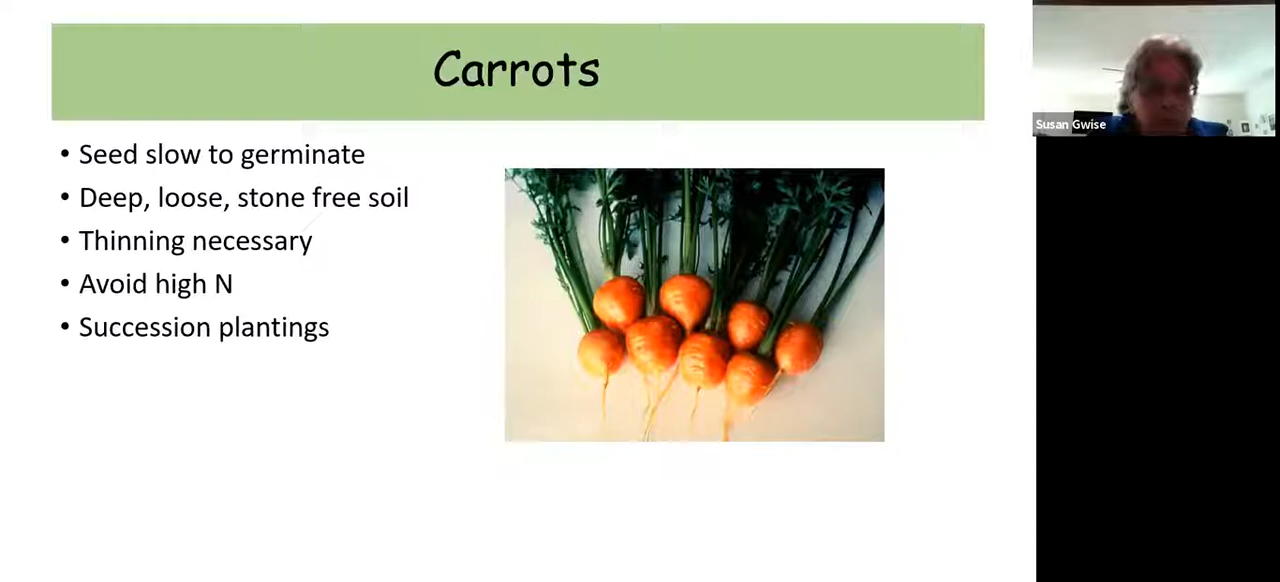 Carrots
• Seed slow to germinate
• Deep, loose, stone free soil
• Thinning necessary
• Avoid high N
• Succession plantings
Susan Gwise